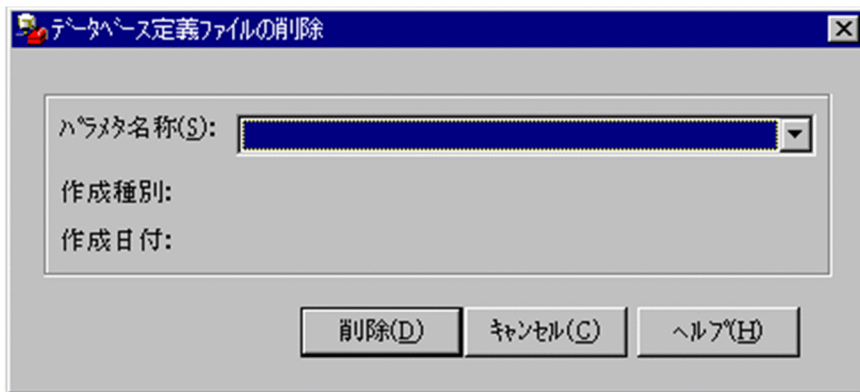 ﾃﾞｰﾀﾍﾞｰｽ定義ﾌｧｲﾙの削除
ﾊﾟﾗﾒﾀ名称(S):
作成種別:
作成日付:
削除(D) ｷｬﾝｾﾙ(C) ﾍﾙﾌﾟ(H)